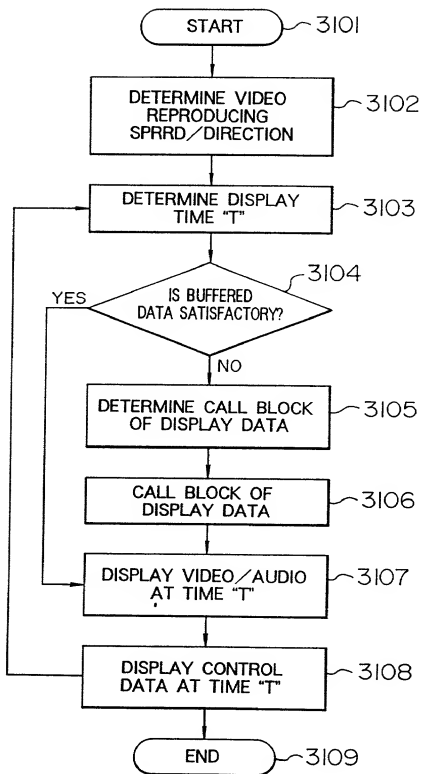 START
3101
DETERMINE VIDEO
REPRODUCING
SPRRD/DIRECTION
3102
DETERMINE DISPLAY
TIME "T"
3103
3104
IS BUFFERED
DATA SATISFACTORY?
YES
NO
DETERMINE CALL BLOCK
OF DISPLAY DATA
3105
CALL BLOCK OF
DISPLAY DATA
3106
DISPLAY VIDEO/AUDIO
AT TIME "T"
3107
DISPLAY CONTROL
DATA AT TIME "T"
3108
END
3109